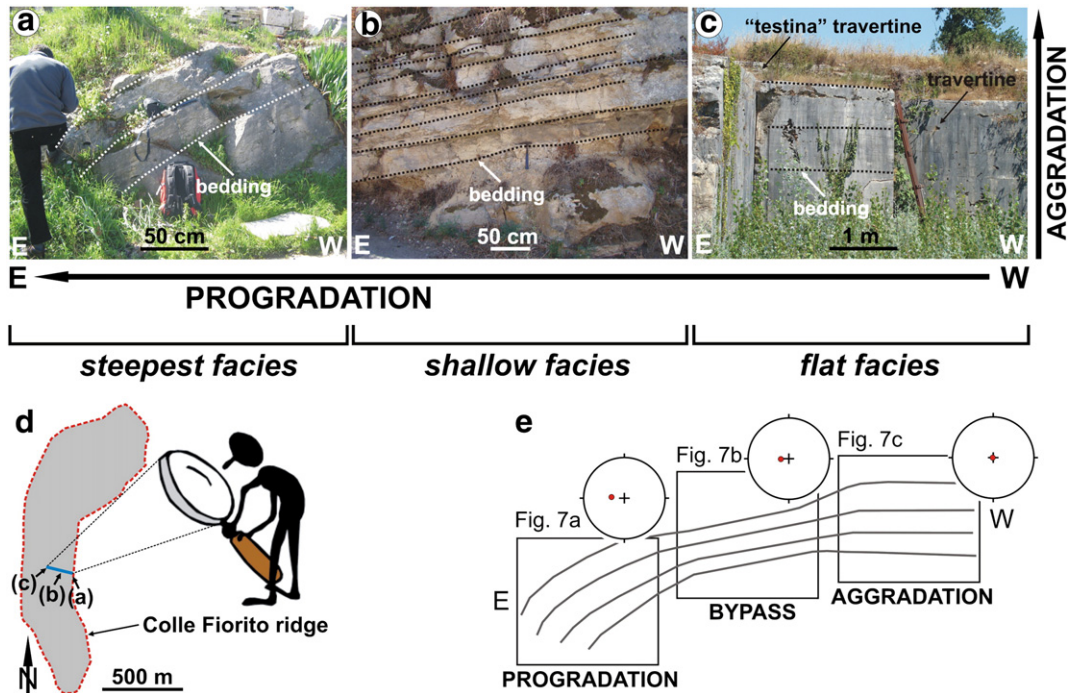 a
bedding
50 cm
E
W
b
bedding
50 cm
E
W
c
"testina" travertine
travertine
bedding
1 m
E
W
AGGRADATION
E
W
PROGRADATION
steepest facies
shallow facies
flat facies
d
(c)
(b)
(a)
Colle Fiorito ridge
N
500 m
e
Fig. 7a
E
PROGRADATION
Fig. 7b
BYPASS
Fig. 7c
W
AGGRADATION